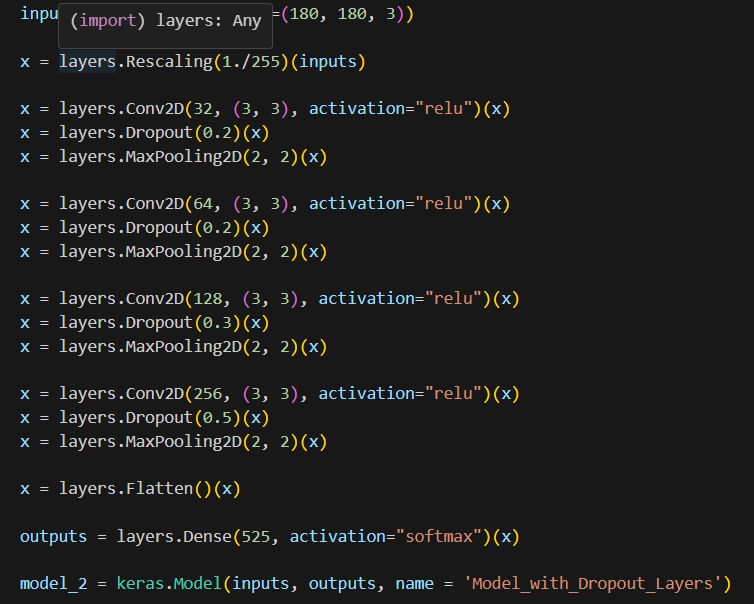 inpu =(180, 180, 3))
(import) layers: Any
x = layers.Rescaling(1./255)(inputs)
x = layers.Conv2D(32, (3, 3), activation="relu")(x)
x = layers.Dropout(0.2)(x)
x = layers.MaxPooling2D(2, 2)(x)
x = layers.Conv2D(64, (3, 3), activation="relu")(x)
x = layers.Dropout(0.2)(x)
x = layers.MaxPooling2D(2, 2)(x)
x = layers.Conv2D(128, (3, 3), activation="relu")(x)
x = layers.Dropout(0.3)(x)
x = layers.MaxPooling2D(2, 2)(x)
x = layers.Conv2D(256, (3, 3), activation="relu")(x)
x = layers.Dropout(0.5)(x)
x = layers.MaxPooling2D(2, 2)(x)
x = layers.Flatten()(x)
outputs = layers.Dense(525, activation="softmax")(x)
model_2 = keras.Model(inputs, outputs, name = 'Model_with_Dropout_Layers')